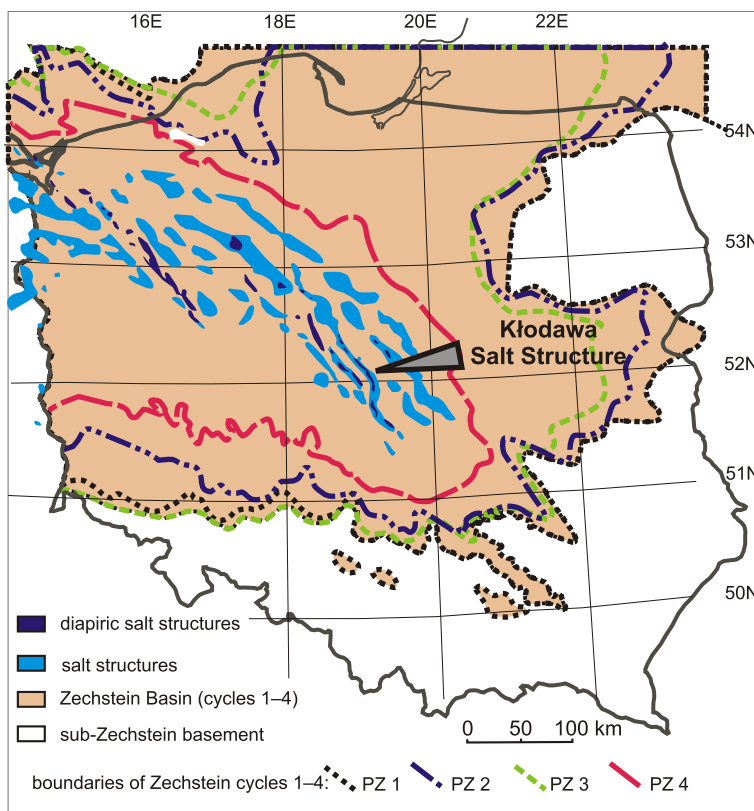 16E 18E 20E 22E
54N
53N
Kłodawa
Salt Structure
52N
51N
50N
diapiric salt structures
salt structures
Zechstein Basin (cycles 1–4)
sub-Zechstein basement
0 50 100 km
boundaries of Zechstein cycles 1–4: PZ 1 PZ 2 PZ 3 PZ 4